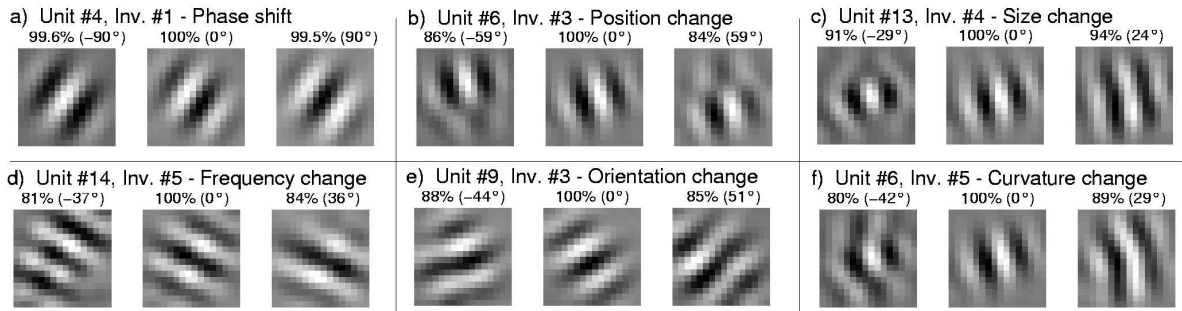 a) Unit #4, Inv. #1 - Phase shift
99.6% (−90°) 100% (0°) 99.5% (90°)
b) Unit #6, Inv. #3 - Position change
86% (−59°) 100% (0°) 84% (59°)
c) Unit #13, Inv. #4 - Size change
91% (−29°) 100% (0°) 94% (24°)
d) Unit #14, Inv. #5 - Frequency change
81% (−37°) 100% (0°) 84% (36°)
e) Unit #9, Inv. #3 - Orientation change
88% (−44°) 100% (0°) 85% (51°)
f) Unit #6, Inv. #5 - Curvature change
80% (−42°) 100% (0°) 89% (29°)